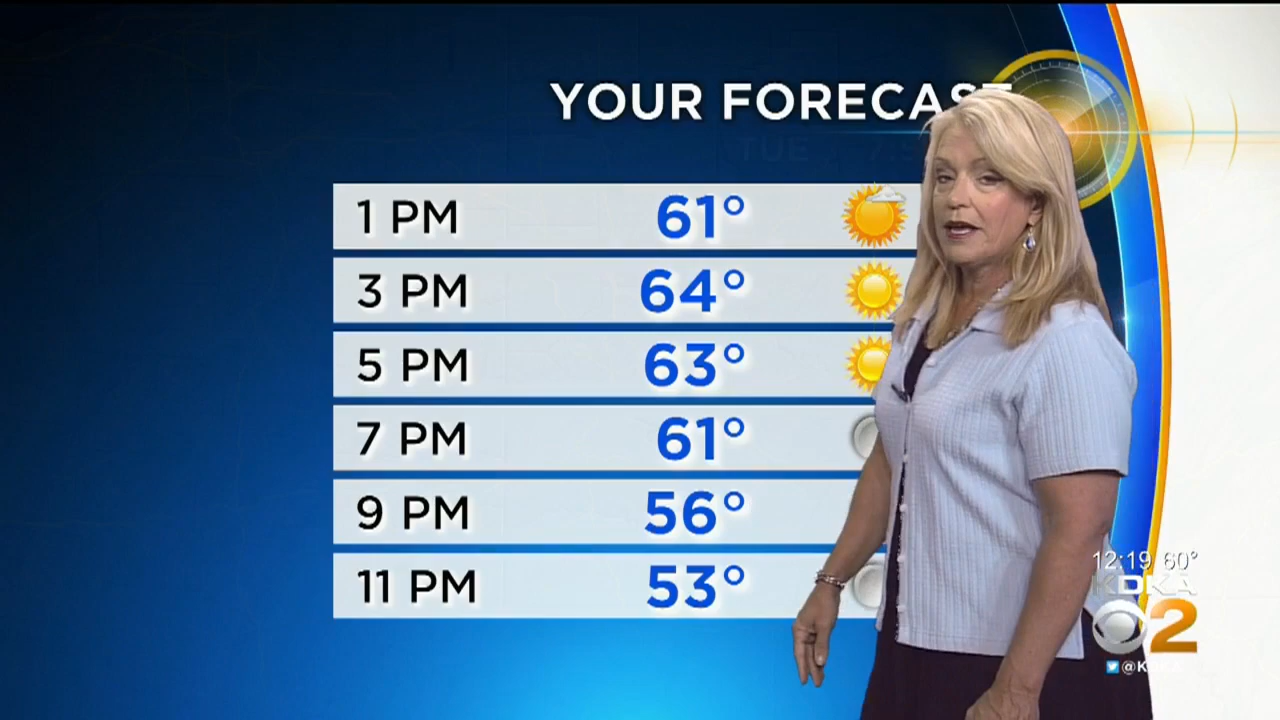 YOUR FORECAST
1 PM 61°
3 PM 64°
5 PM 63°
7 PM 61°
9 PM 56°
11 PM 53°
12:19 60°
KDKA
2